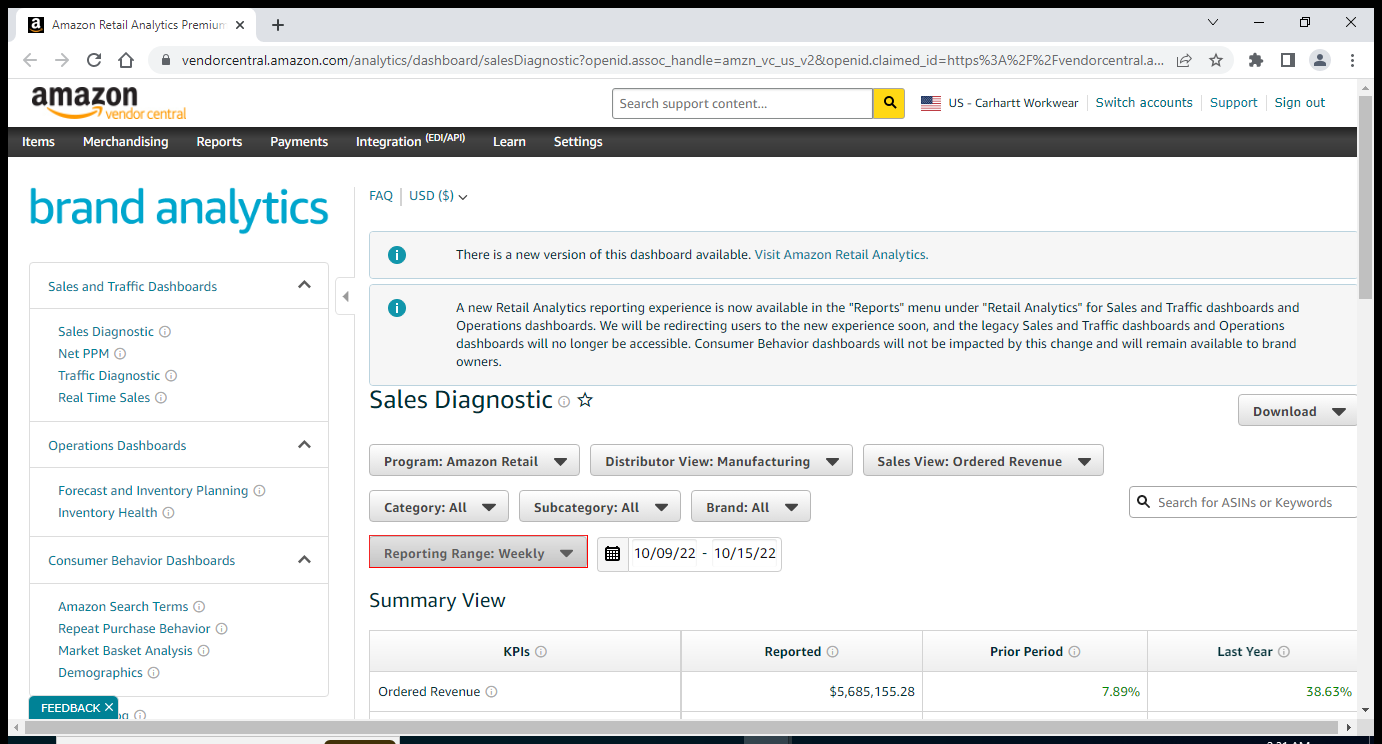 Amazon Retail Analytics Premium
vendorcentral.amazon.com/analytics/dashboard/salesDiagnostic?openid.assoc_handle=amzn_vc_us_v2&openid.claimed_id=https%3A%2F%2Fvendorcentral.a...
amazon
vendor central
Search support content...
US - Carhartt Workwear
Switch accounts
Support
Sign out
Items Merchandising Reports Payments Integration (EDI/API) Learn Settings
brand analytics
Sales and Traffic Dashboards
Sales Diagnostic
Net PPM
Traffic Diagnostic
Real Time Sales
Operations Dashboards
Forecast and Inventory Planning
Inventory Health
Consumer Behavior Dashboards
Amazon Search Terms
Repeat Purchase Behavior
Market Basket Analysis
Demographics
FEEDBACK
FAQ USD ($)
There is a new version of this dashboard available. Visit Amazon Retail Analytics.
A new Retail Analytics reporting experience is now available in the "Reports" menu under "Retail Analytics" for Sales and Traffic dashboards and
Operations dashboards. We will be redirecting users to the new experience soon, and the legacy Sales and Traffic dashboards and Operations
dashboards will no longer be accessible. Consumer Behavior dashboards will not be impacted by this change and will remain available to brand
owners.
Sales Diagnostic
Download
Program: Amazon Retail Distributor View: Manufacturing Sales View: Ordered Revenue
Category: All Subcategory: All Brand: All
Search for ASINs or Keywords
Reporting Range: Weekly 10/09/22 - 10/15/22
Summary View
KPIs Reported Prior Period Last Year
Ordered Revenue $5,685,155.28 7.89% 38.63%